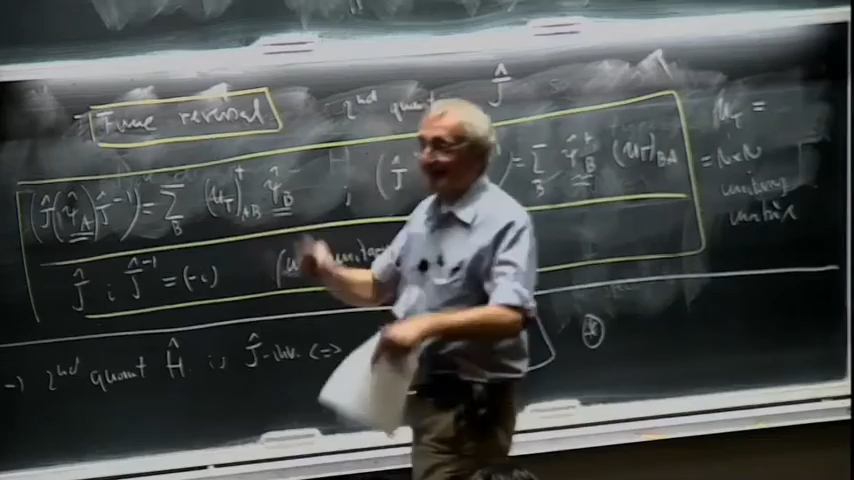 Time reversal 2nd quant Ĵ
(Ĵ(ψ̂_A)Ĵ⁻¹) = Σ_B (U_T)†_AB ψ̂_B ; (Ĵ ) = Σ_B ψ̂†_B (U_T)_BA
U_T = N×N unitary matrix
Ĵ i Ĵ⁻¹ = (-i)
→ 2nd quant Ĥ is Ĵ-inv. <=> ⊛